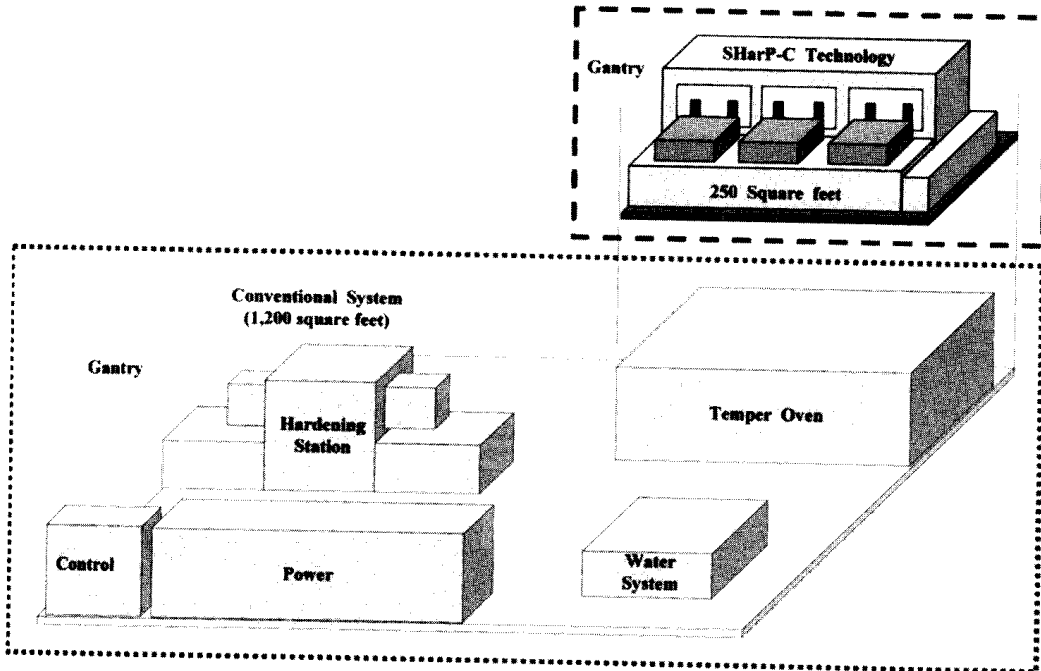 SHarP-C Technology
Gantry
250 Square feet
Conventional System
(1,200 square feet)
Gantry
Hardening
Station
Temper Oven
Control
Power
Water
System